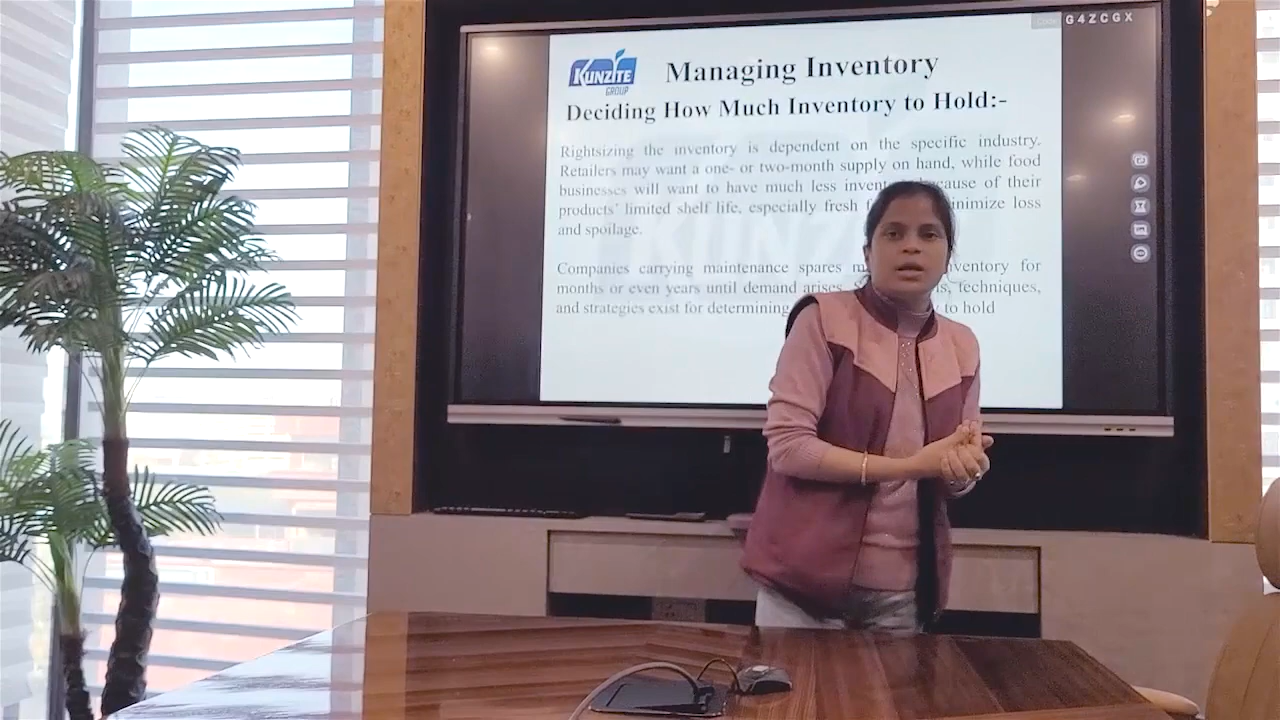 Code: G4ZCGX
KUNZITE
GROUP
Managing Inventory
Deciding How Much Inventory to Hold:-
Rightsizing the inventory is dependent on the specific industry.
Retailers may want a one- or two-month supply on hand, while food
businesses will want to have much less because of their
products' limited shelf life, especially fresh minimize loss
and spoilage.
Companies carrying maintenance spares inventory for
months or even years until demand arises. techniques,
and strategies exist for determining to hold
KUNZITE